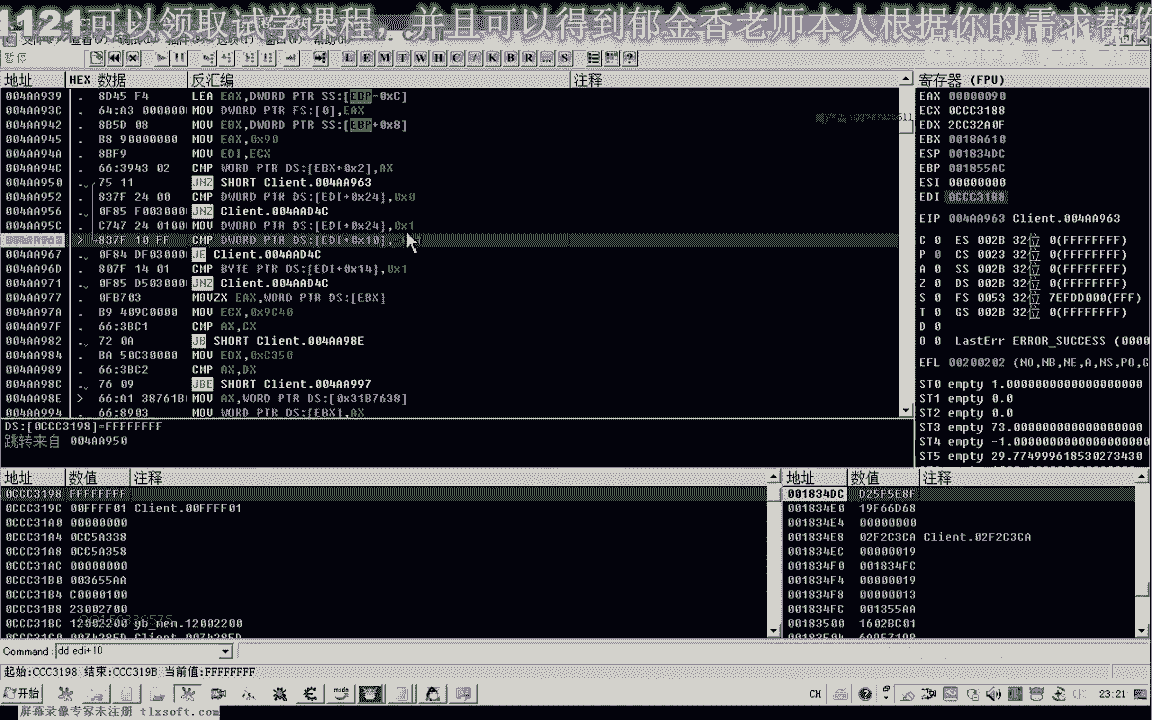 1121可以领取试学课程.. 并且可以得到郁金香老师本人根据你的需求帮你
L E M T W H C / K B R ... S
地址 HEX 数据 反汇编 注释
004AA939 . 8D45 F4 LEA EAX,DWORD PTR SS:[EBP-0xC]
004AA93C . 64:A3 000000 MOV DWORD PTR FS:[0],EAX
004AA942 . 8B5D 08 MOV EBX,DWORD PTR SS:[EBP+0x8]
004AA945 . B8 90000000 MOV EAX,0x90
004AA94A . 8BF9 MOV EDI,ECX
004AA94C . 66:3943 02 CMP WORD PTR DS:[EBX+0x2],AX
004AA950 . 75 11 JNZ SHORT Client.004AA963
004AA952 . 837F 24 00 CMP DWORD PTR DS:[EDI+0x24],0x0
004AA956 . 0F85 F003000 JNZ Client.004AAD4C
004AA95C . C747 24 0100 MOV DWORD PTR DS:[EDI+0x24],0x1
004AA963 > 837F 10 FF CMP DWORD PTR DS:[EDI+0x10],
004AA967 . 0F84 DF03000 JE Client.004AAD4C
004AA96D . 807F 14 01 CMP BYTE PTR DS:[EDI+0x14],0x1
004AA971 . 0F85 D503000 JNZ Client.004AAD4C
004AA977 . 0FB703 MOVZX EAX,WORD PTR DS:[EBX]
004AA97A . B9 409C0000 MOV ECX,0x9C40
004AA97F . 66:3BC1 CMP AX,CX
004AA982 . 72 0A JB SHORT Client.004AA98E
004AA984 . BA 50C30000 MOV EDX,0xC350
004AA989 . 66:3BC2 CMP AX,DX
004AA98C . 76 09 JBE SHORT Client.004AA997
004AA98E > 66:A1 38761B MOV AX,WORD PTR DS:[0x31B7638]
004AA994 . 66:8903 MOV WORD PTR DS:[EBX],AX
DS:[0CCC3198]=FFFFFFFF
跳转来自 004AA950
寄存器 (FPU)
EAX 00000090
ECX 0CCC3188
EDX 2CC32A0F
EBX 0018A610
ESP 001834DC
EBP 001855AC
ESI 00000000
EDI 0CCC3188
EIP 004AA963 Client.004AA963
C 0 ES 002B 32位 0(FFFFFFFF)
P 0 CS 0023 32位 0(FFFFFFFF)
A 0 SS 002B 32位 0(FFFFFFFF)
Z 0 DS 002B 32位 0(FFFFFFFF)
S 0 FS 0053 32位 7EFDD000(FFF)
T 0 GS 002B 32位 0(FFFFFFFF)
D 0
O 0 LastErr ERROR_SUCCESS (0000
EFL 00200202 (NO,NB,NE,A,NS,PO,G
ST0 empty 1.0000000000000000000
ST1 empty 0.0
ST2 empty 0.0
ST3 empty 73.000000000000000000
ST4 empty -1.000000000000000000
ST5 empty 29.774999618530273430
地址 数值 注释
0CCC3198 FFFFFFFF
0CCC319C 00FFFF01 Client.00FFFF01
0CCC31A0 00000000
0CCC31A4 0CC5A338
0CCC31A8 0CC5A358
0CCC31AC 00000000
0CCC31B0 003655AA
0CCC31B4 C0000100
0CCC31B8 23002700
0CCC31BC 12002200 gb_mem.12002200
地址 数值 注释
001834DC D25F5E8F
001834E0 19F66D68
001834E4 00000000
001834E8 02F2C3CA Client.02F2C3CA
001834EC 00000019
001834F0 001834FC
001834F4 00000019
001834F8 00000013
001834FC 001355AA
00183500 1602BC01
Command : dd edi+10
起始:CCC3198 结束:CCC319B 当前值:FFFFFFFF
开始 CH 23:21
屏幕录像专家未注册 tlxsoft.com